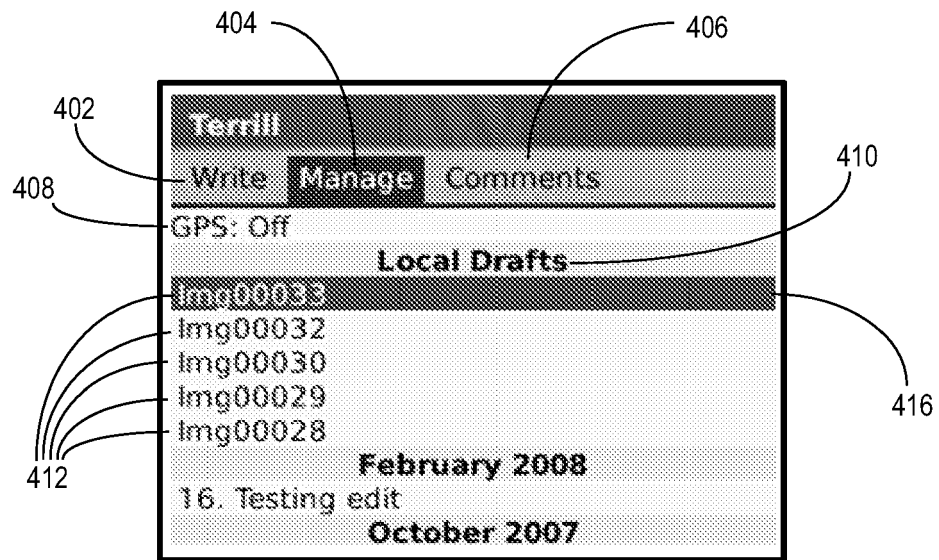 404
406
402
Terrill
Write Manage Comments
410
408
GPS: Off
Local Drafts
Img00033
Img00032
Img00030
Img00029
416
Img00028
412
February 2008
16. Testing edit
October 2007